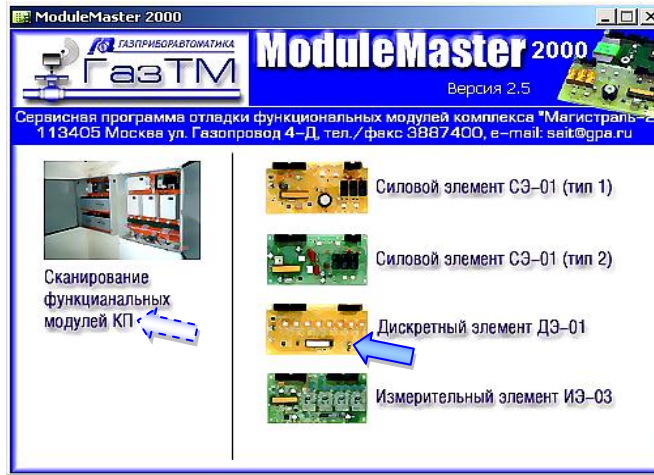 ModuleMaster 2000
ГАЗПРИБОРАВТОМАТИКА
ГазТМ
ModuleMaster 2000
Версия 2.5
Сервисная программа отладки функциональных модулей комплекса "Магистраль-2
113405 Москва ул. Газопровод 4-Д, тел./факс 3887400, e-mail: sait@gpa.ru
Сканирование
функцианальных
модулей КП
Силовой элемент СЭ-01 (тип 1)
Силовой элемент СЭ-01 (тип 2)
Дискретный элемент ДЭ-01
Измерительный элемент ИЭ-03